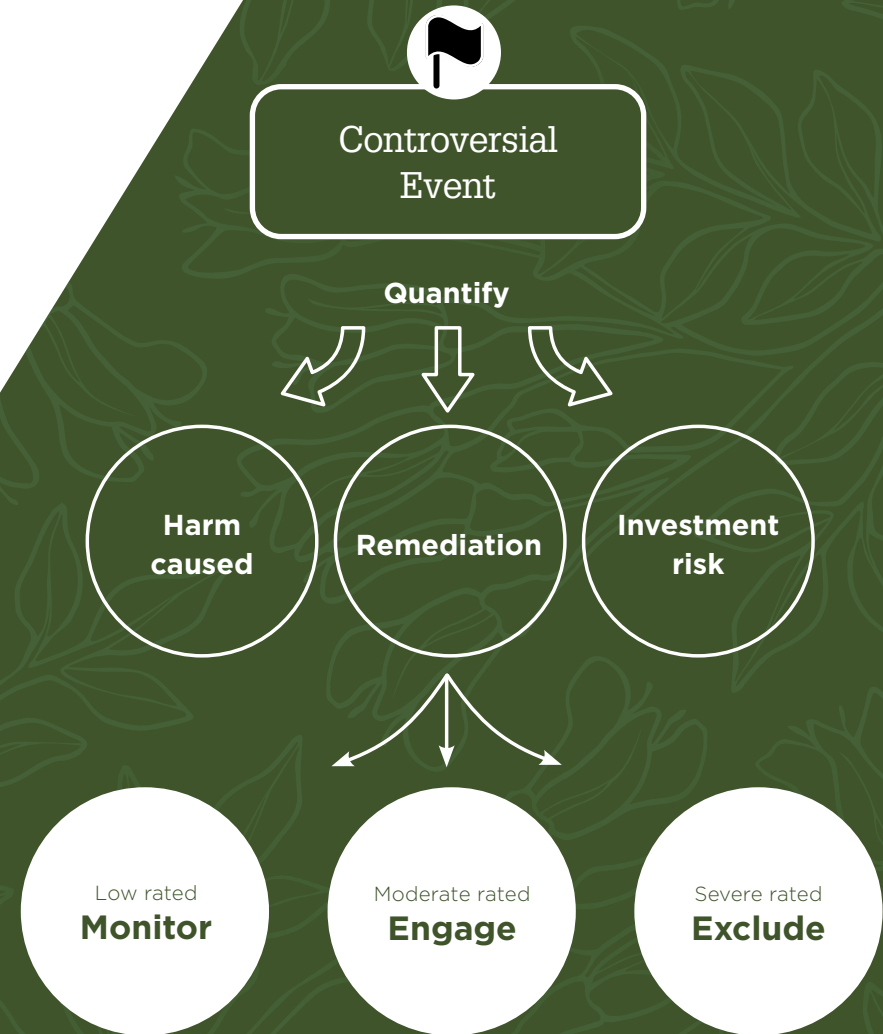 Controversial
Event
Quantify
Harm
caused
Remediation
Investment
risk
Low rated
Monitor
Moderate rated
Engage
Severe rated
Exclude